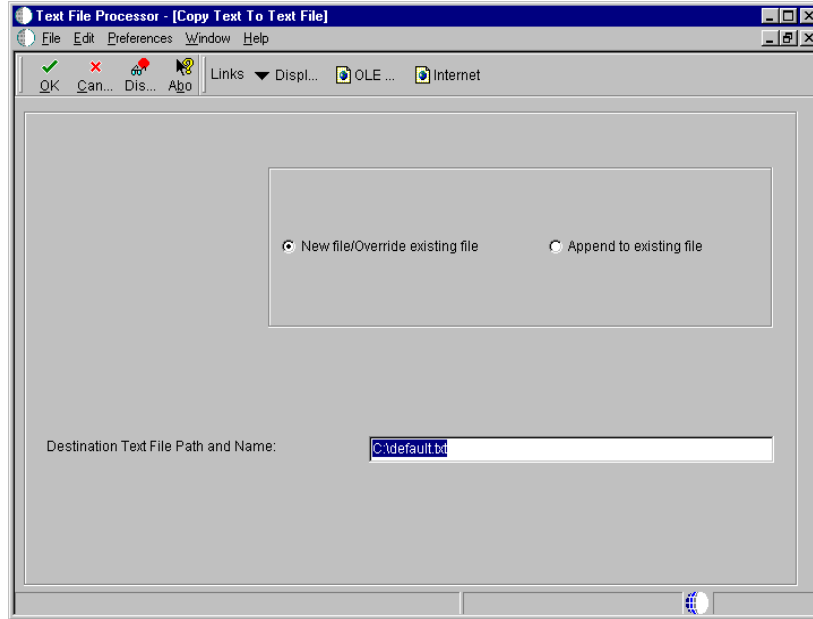 Text File Processor - [Copy Text To Text File]
File Edit Preferences Window Help
OK Can... Dis... Abo Links Displ... OLE ... Internet
New file/Override existing file Append to existing file
Destination Text File Path and Name: C:\default.txt